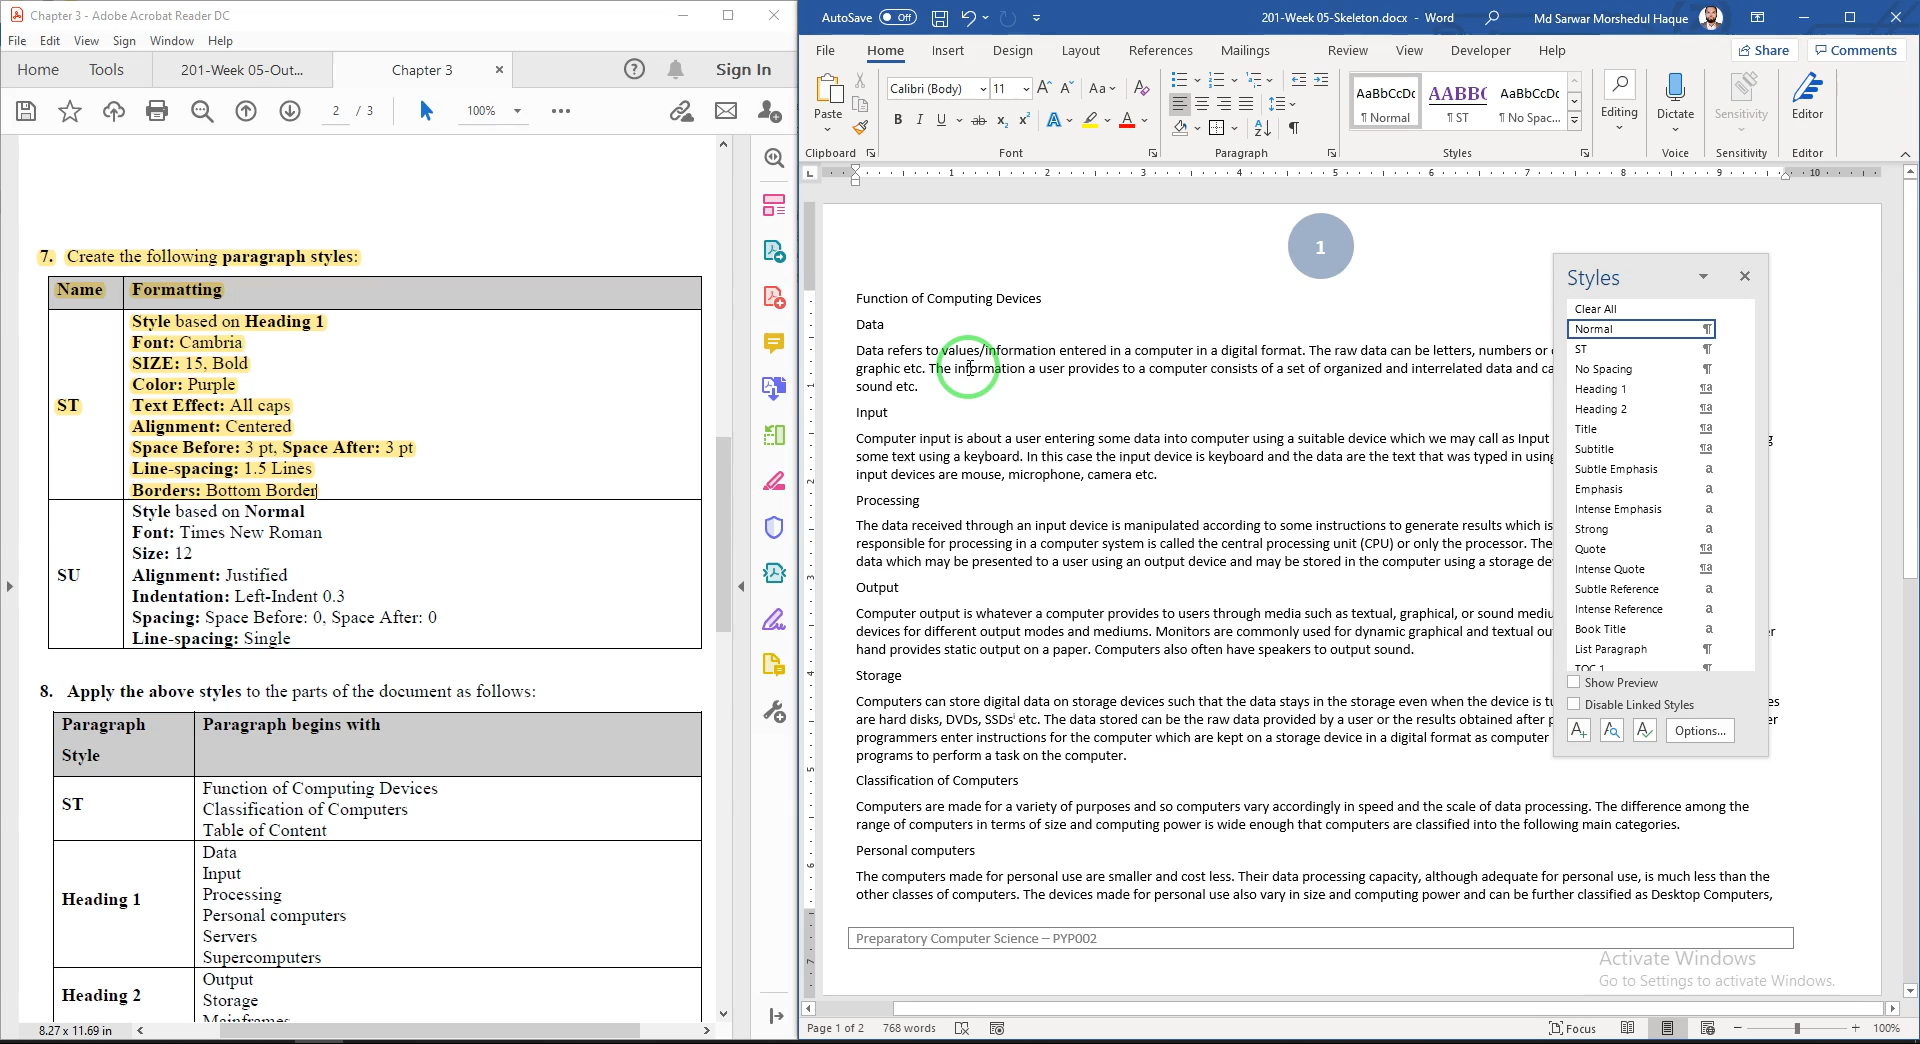 Chapter 3 - Adobe Acrobat Reader DC
File Edit View Sign Window Help
Home Tools 201-Week 05-Out... Chapter 3 × Sign In
2 / 3 100%
7. Create the following paragraph styles:
Name Formatting
ST
Style based on Heading 1
Font: Cambria
SIZE: 15, Bold
Color: Purple
Text Effect: All caps
Alignment: Centered
Space Before: 3 pt, Space After: 3 pt
Line-spacing: 1.5 Lines
Borders: Bottom Border
SU
Style based on Normal
Font: Times New Roman
Size: 12
Alignment: Justified
Indentation: Left-Indent 0.3
Spacing: Space Before: 0, Space After: 0
Line-spacing: Single
8. Apply the above styles to the parts of the document as follows:
Paragraph Style Paragraph begins with
ST
Function of Computing Devices
Classification of Computers
Table of Content
Heading 1
Data
Input
Processing
Personal computers
Servers
Supercomputers
Heading 2
Output
Storage
Mainframes
8.27 x 11.69 in
AutoSave Off 201-Week 05-Skeleton.docx - Word Md Sarwar Morshedul Haque
File Home Insert Design Layout References Mailings Review View Developer Help Share Comments
Paste Calibri (Body) 11 Aa
B I U ab x₂ x² A A
AaBbCcDc AABBC AaBbCcDc
¶ Normal ¶ ST ¶ No Spac...
Editing Dictate Sensitivity Editor
Clipboard Font Paragraph Styles Voice Sensitivity Editor
1 2 3 4 5 6 7 8 9 10
1
Function of Computing Devices
Data
Data refers to values/information entered in a computer in a digital format. The raw data can be letters, numbers or
graphic etc. The information a user provides to a computer consists of a set of organized and interrelated data and ca
sound etc.
Input
Computer input is about a user entering some data into computer using a suitable device which we may call as Input
some text using a keyboard. In this case the input device is keyboard and the data are the text that was typed in using
input devices are mouse, microphone, camera etc.
Processing
The data received through an input device is manipulated according to some instructions to generate results which is
responsible for processing in a computer system is called the central processing unit (CPU) or only the processor. The
data which may be presented to a user using an output device and may be stored in the computer using a storage de
Output
Computer output is whatever a computer provides to users through media such as textual, graphical, or sound mediu
devices for different output modes and mediums. Monitors are commonly used for dynamic graphical and textual ou
hand provides static output on a paper. Computers also often have speakers to output sound.
Storage
Computers can store digital data on storage devices such that the data stays in the storage even when the device is tu
are hard disks, DVDs, SSDs etc. The data stored can be the raw data provided by a user or the results obtained after p
programmers enter instructions for the computer which are kept on a storage device in a digital format as computer
programs to perform a task on the computer.
Classification of Computers
Computers are made for a variety of purposes and so computers vary accordingly in speed and the scale of data processing. The difference among the
range of computers in terms of size and computing power is wide enough that computers are classified into the following main categories.
Personal computers
The computers made for personal use are smaller and cost less. Their data processing capacity, although adequate for personal use, is much less than the
other classes of computers. The devices made for personal use also vary in size and computing power and can be further classified as Desktop Computers,
Preparatory Computer Science – PYP002
Styles
Clear All
Normal ¶
ST ¶
No Spacing ¶
Heading 1 ¶a
Heading 2 ¶a
Title ¶a
Subtitle ¶a
Subtle Emphasis a
Emphasis a
Intense Emphasis a
Strong a
Quote ¶a
Intense Quote ¶a
Subtle Reference a
Intense Reference a
Book Title a
List Paragraph ¶
TOC 1 ¶
Show Preview
Disable Linked Styles
Options...
Activate Windows
Go to Settings to activate Windows.
Page 1 of 2 768 words Focus 100%